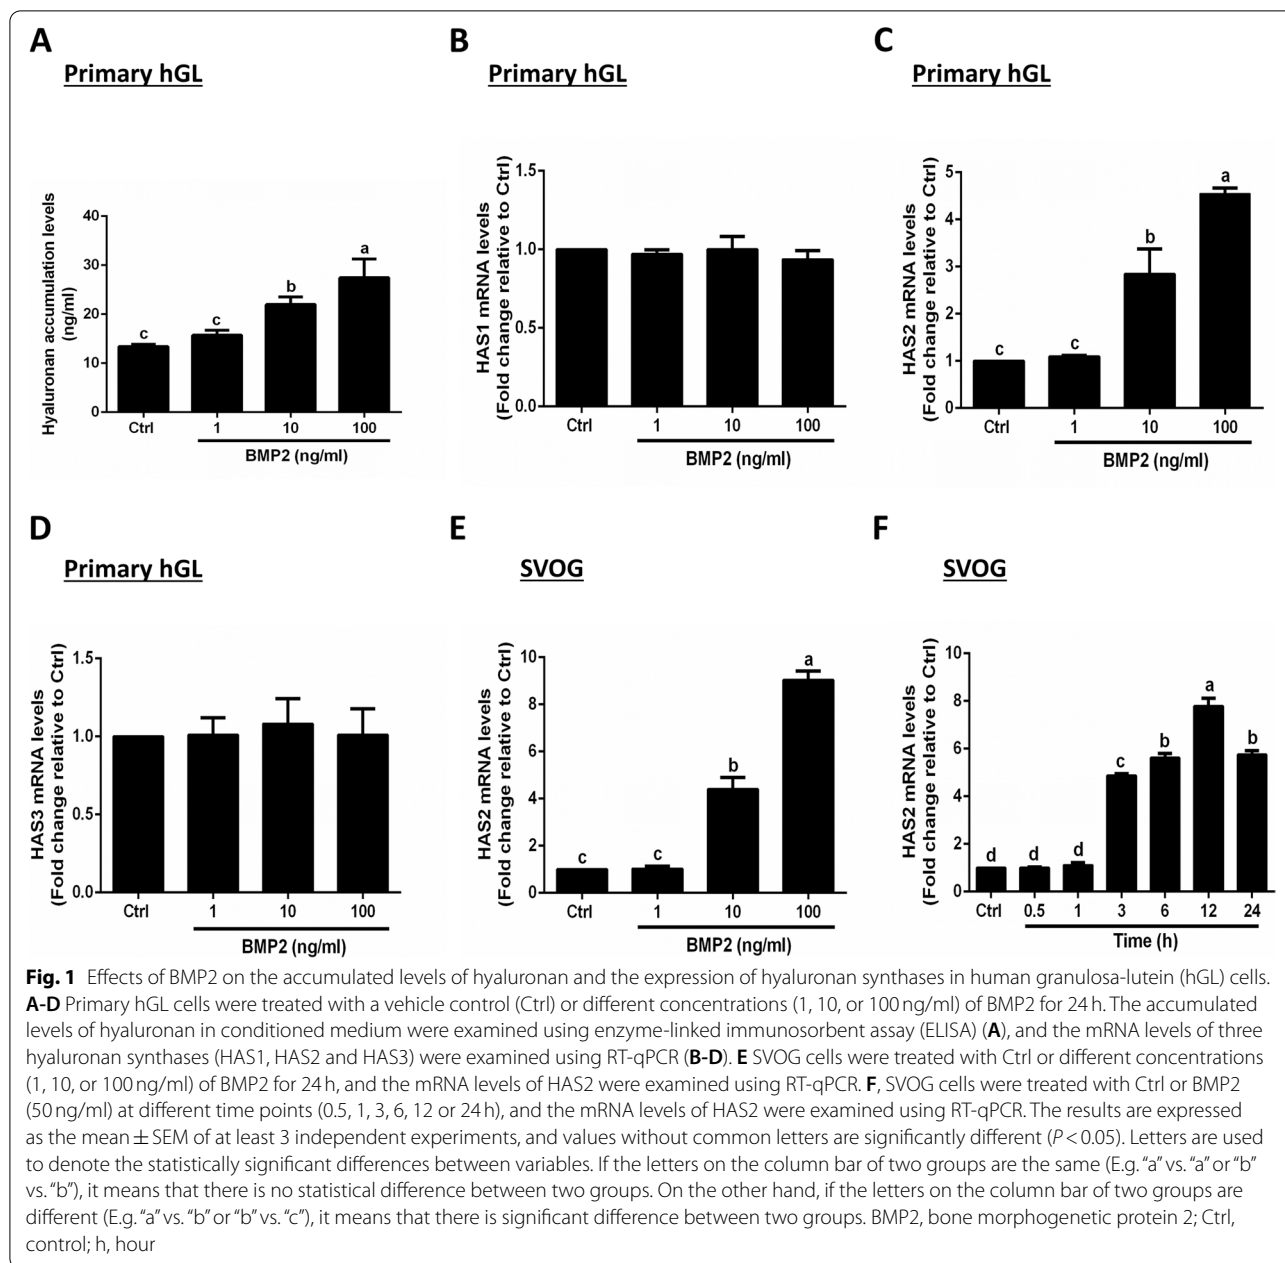 A
Primary hGL
Hyaluronan accumulation levels
(ng/ml)
40
30
20
10
0
c
c
b
a
Ctrl
1
10
100
BMP2 (ng/ml)
B
Primary hGL
HAS1 mRNA levels
(Fold change relative to Ctrl)
1.5
1.0
0.5
0.0
Ctrl
1
10
100
BMP2 (ng/ml)
C
Primary hGL
HAS2 mRNA levels
(Fold change relative to Ctrl)
5
4
3
2
1
0
c
c
b
a
Ctrl
1
10
100
BMP2 (ng/ml)
D
Primary hGL
HAS3 mRNA levels
(Fold change relative to Ctrl)
1.5
1.0
0.5
0.0
Ctrl
1
10
100
BMP2 (ng/ml)
E
SVOG
HAS2 mRNA levels
(Fold change relative to Ctrl)
10
8
6
4
2
0
c
c
b
a
Ctrl
1
10
100
BMP2 (ng/ml)
F
SVOG
HAS2 mRNA levels
(Fold change relative to Ctrl)
10
8
6
4
2
0
d
d
d
c
b
a
b
Ctrl
0.5
1
3
6
12
24
Time (h)
Fig. 1 Effects of BMP2 on the accumulated levels of hyaluronan and the expression of hyaluronan synthases in human granulosa-lutein (hGL) cells.
A-D Primary hGL cells were treated with a vehicle control (Ctrl) or different concentrations (1, 10, or 100 ng/ml) of BMP2 for 24 h. The accumulated
levels of hyaluronan in conditioned medium were examined using enzyme-linked immunosorbent assay (ELISA) (A), and the mRNA levels of three
hyaluronan synthases (HAS1, HAS2 and HAS3) were examined using RT-qPCR (B-D). E SVOG cells were treated with Ctrl or different concentrations
(1, 10, or 100 ng/ml) of BMP2 for 24 h, and the mRNA levels of HAS2 were examined using RT-qPCR. F, SVOG cells were treated with Ctrl or BMP2
(50 ng/ml) at different time points (0.5, 1, 3, 6, 12 or 24 h), and the mRNA levels of HAS2 were examined using RT-qPCR. The results are expressed
as the mean ± SEM of at least 3 independent experiments, and values without common letters are significantly different (P < 0.05). Letters are used
to denote the statistically significant differences between variables. If the letters on the column bar of two groups are the same (E.g. “a” vs. “a” or “b”
vs. “b”), it means that there is no statistical difference between two groups. On the other hand, if the letters on the column bar of two groups are
different (E.g. “a” vs. “b” or “b” vs. “c”), it means that there is significant difference between two groups. BMP2, bone morphogenetic protein 2; Ctrl,
control; h, hour